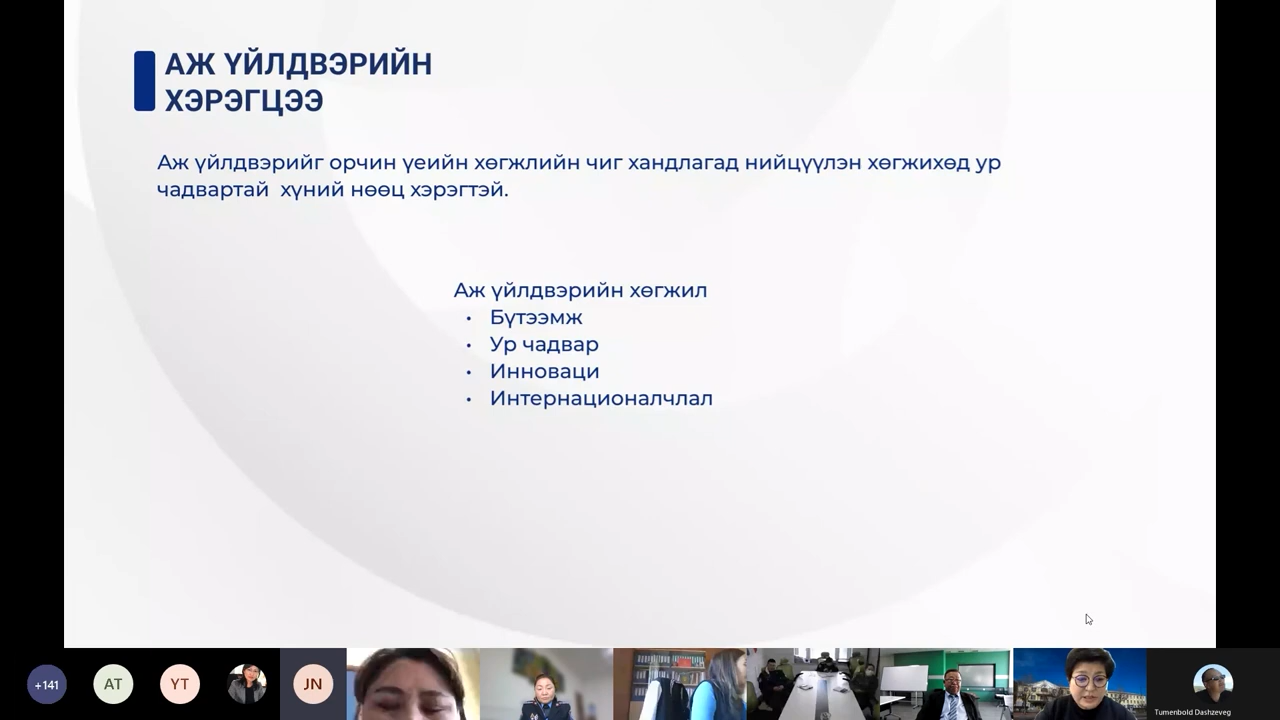 АЖ ҮЙЛДВЭРИЙН
ХЭРЭГЦЭЭ
Аж үйлдвэрийг орчин үеийн хөгжлийн чиг хандлагад нийцүүлэн хөгжихөд ур
чадвартай хүний нөөц хэрэгтэй.
Аж үйлдвэрийн хөгжил
• Бүтээмж
• Ур чадвар
• Инноваци
• Интернационалчлал
+141
AT
YT
JN
Tumenbold Dashzeveg